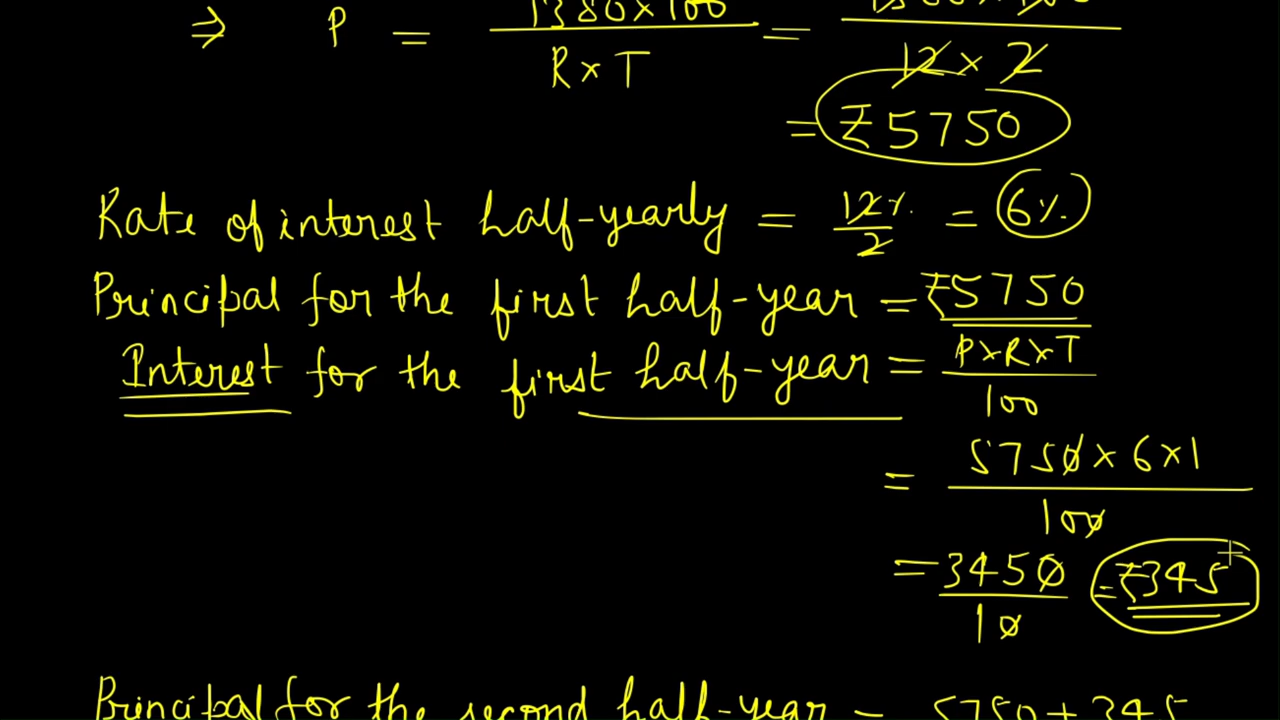 ⇒ P = 1380×100 / R×T = / 12 × 2
= ₹5750
Rate of interest half-yearly = 12% / 2 = 6%
Principal for the first half-year = ₹5750
Interest for the first half-year = P×R×T / 100
= 5750 × 6 × 1 / 100
= 3450 / 10 = ₹345
Principal for the second half-year = 5750 + 345